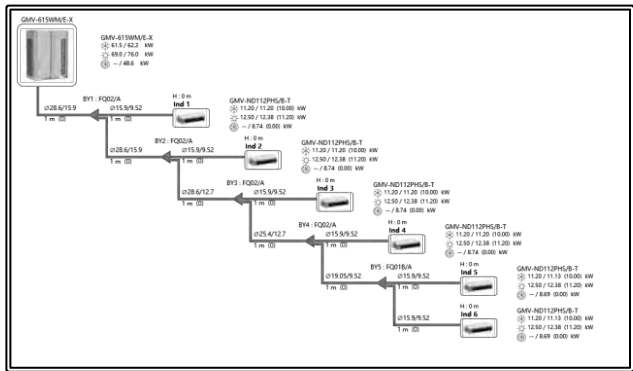 GMV-615WM/E-X
GMV-615WM/E-X
61.5 / 62.2 kW
69.0 / 76.0 kW
-- / 48.6 kW
BY1 : FQ02/A
Ø28.6/15.9
1 m (0)
Ø15.9/9.52
1 m (0)
H : 0 m
Ind 1
GMV-ND112PHS/B-T
11.20 / 11.20 (10.00) kW
12.50 / 12.38 (11.20) kW
-- / 8.74 (0.00) kW
BY2 : FQ02/A
Ø28.6/15.9
1 m (0)
Ø15.9/9.52
1 m (0)
H : 0 m
Ind 2
GMV-ND112PHS/B-T
11.20 / 11.20 (10.00) kW
12.50 / 12.38 (11.20) kW
-- / 8.74 (0.00) kW
BY3 : FQ02/A
Ø28.6/12.7
1 m (0)
Ø15.9/9.52
1 m (0)
H : 0 m
Ind 3
GMV-ND112PHS/B-T
11.20 / 11.20 (10.00) kW
12.50 / 12.38 (11.20) kW
-- / 8.74 (0.00) kW
BY4 : FQ02/A
Ø25.4/12.7
1 m (0)
Ø15.9/9.52
1 m (0)
H : 0 m
Ind 4
GMV-ND112PHS/B-T
11.20 / 11.20 (10.00) kW
12.50 / 12.38 (11.20) kW
-- / 8.74 (0.00) kW
BY5 : FQ01B/A
Ø19.05/9.52
1 m (0)
Ø15.9/9.52
1 m (0)
H : 0 m
Ind 5
GMV-ND112PHS/B-T
11.20 / 11.13 (10.00) kW
12.50 / 12.38 (11.20) kW
-- / 8.69 (0.00) kW
Ø15.9/9.52
1 m (0)
H : 0 m
Ind 6
GMV-ND112PHS/B-T
11.20 / 11.13 (10.00) kW
12.50 / 12.38 (11.20) kW
-- / 8.69 (0.00) kW